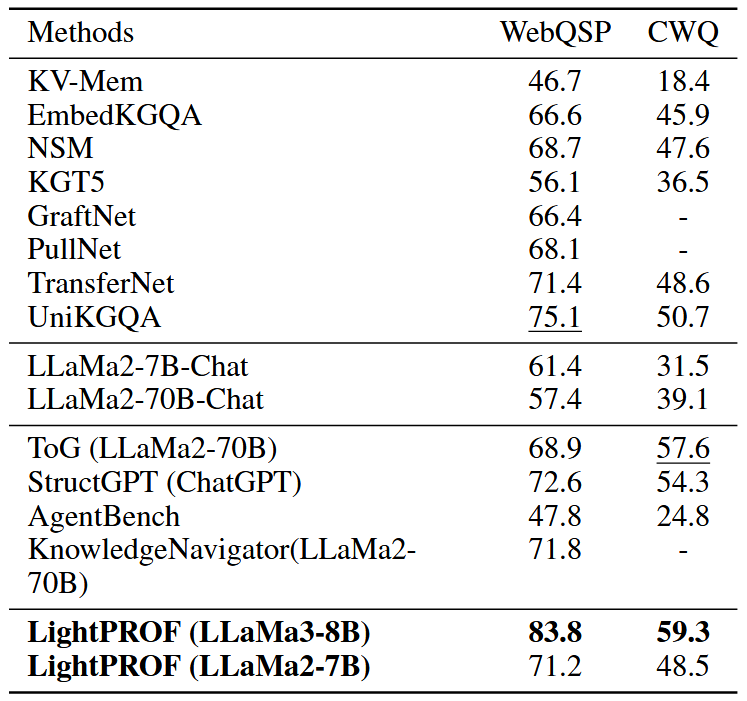 Methods WebQSP CWQ
KV-Mem 46.7 18.4
EmbedKGQA 66.6 45.9
NSM 68.7 47.6
KGT5 56.1 36.5
GraftNet 66.4 -
PullNet 68.1 -
TransferNet 71.4 48.6
UniKGQA 75.1 50.7
LLaMa2-7B-Chat 61.4 31.5
LLaMa2-70B-Chat 57.4 39.1
ToG (LLaMa2-70B) 68.9 57.6
StructGPT (ChatGPT) 72.6 54.3
AgentBench 47.8 24.8
KnowledgeNavigator(LLaMa2- 71.8 -
70B)
LightPROF (LLaMa3-8B) 83.8 59.3
LightPROF (LLaMa2-7B) 71.2 48.5